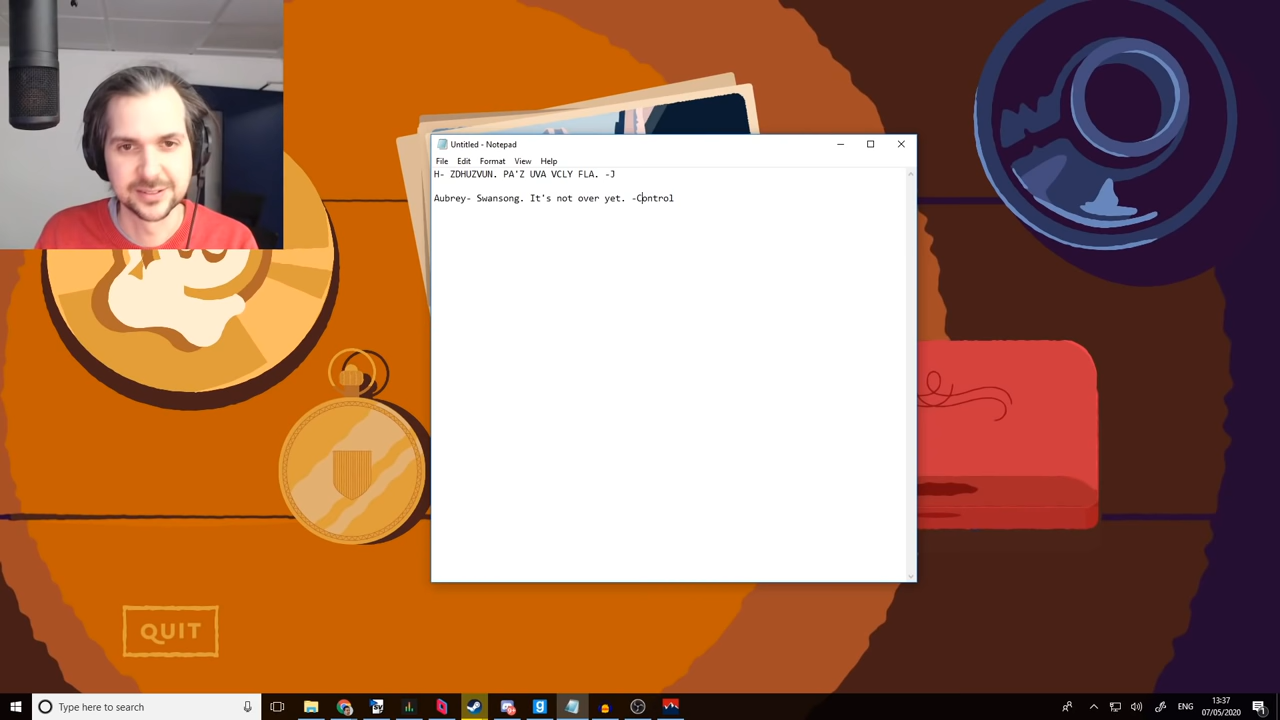 Untitled - Notepad
File Edit Format View Help
H- ZDHUZVUN. PA'Z UVA VCLY FLA. -J
Aubrey- Swansong. It's not over yet. -Control
QUIT
Type here to search
ENG
13:37
07/05/2020